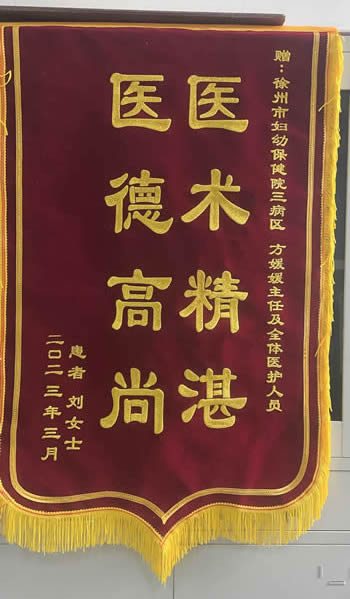 赠：徐州市妇幼保健院三病区 方媛媛主任及全体医护人员
医术精湛
医德高尚
患者 刘女士
二〇二三年三月